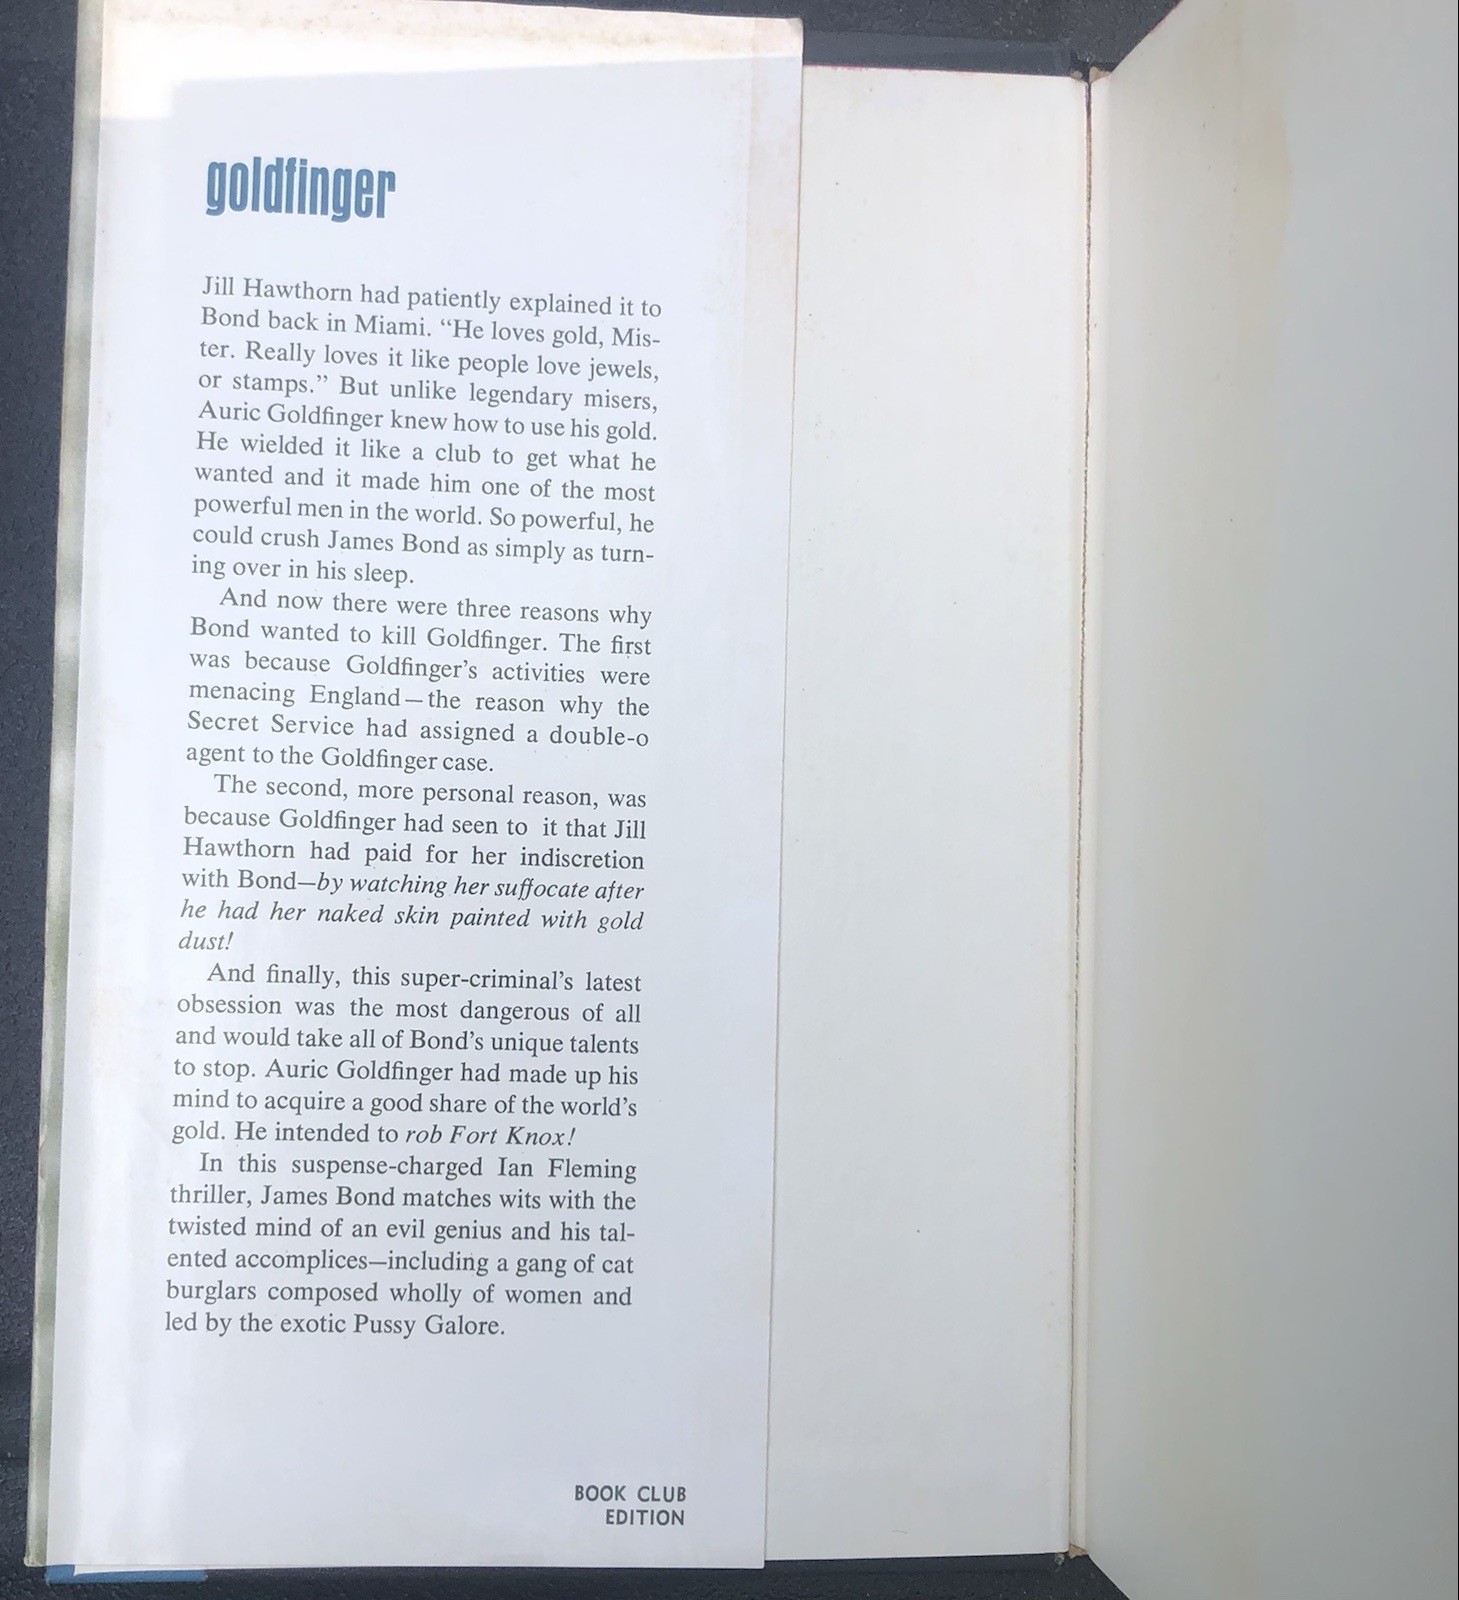 goldfinger
Jill Hawthorn had patiently explained it to
Bond back in Miami. “He loves gold, Mis-
ter. Really loves it like people love jewels,
or stamps.” But unlike legendary misers,
Auric Goldfinger knew how to use his gold.
He wielded it like a club to get what he
wanted and it made him one of the most
powerful men in the world. So powerful, he
could crush James Bond as simply as turn-
ing over in his sleep.
And now there were three reasons why
Bond wanted to kill Goldfinger. The first
was because Goldfinger’s activities were
menacing England—the reason why the
Secret Service had assigned a double-o
agent to the Goldfinger case.
The second, more personal reason, was
because Goldfinger had seen to it that Jill
Hawthorn had paid for her indiscretion
with Bond—by watching her suffocate after
he had her naked skin painted with gold
dust!
And finally, this super-criminal’s latest
obsession was the most dangerous of all
and would take all of Bond’s unique talents
to stop. Auric Goldfinger had made up his
mind to acquire a good share of the world’s
gold. He intended to rob Fort Knox!
In this suspense-charged Ian Fleming
thriller, James Bond matches wits with the
twisted mind of an evil genius and his tal-
ented accomplices—including a gang of cat
burglars composed wholly of women and
led by the exotic Pussy Galore.
BOOK CLUB
EDITION